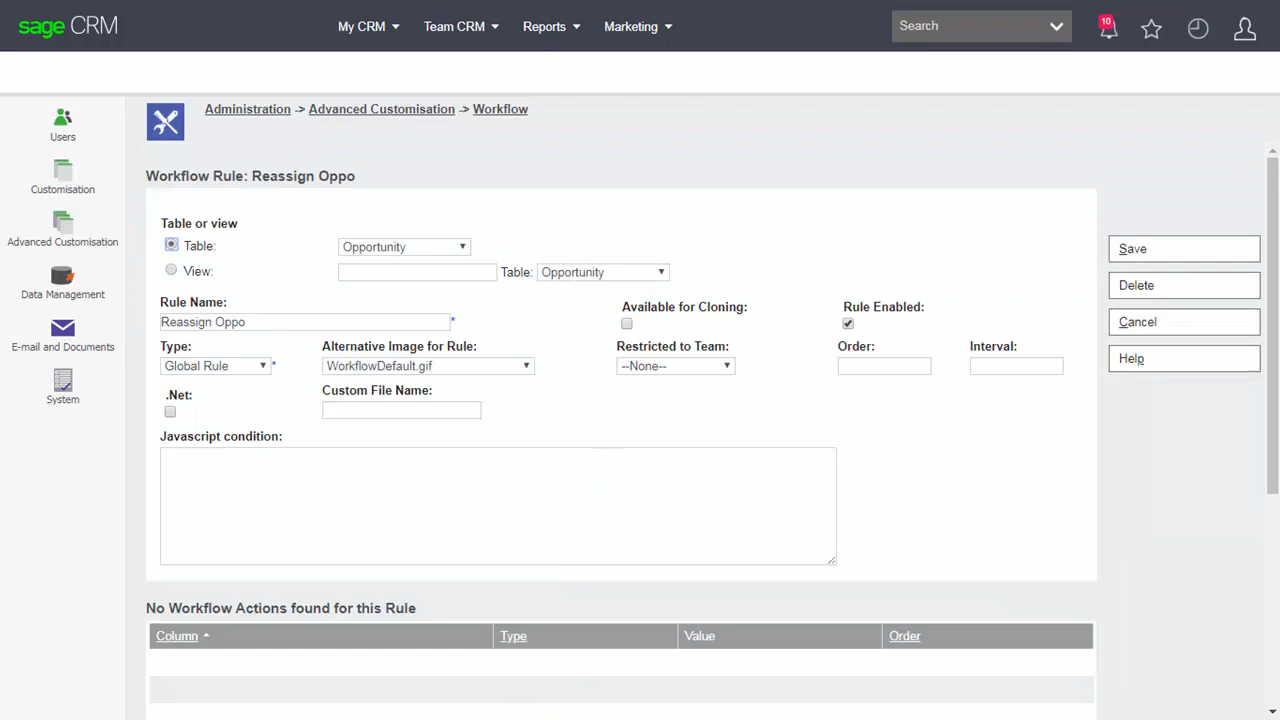 sage CRM
My CRM
Team CRM
Reports
Marketing
Search
10
Users
Customisation
Advanced Customisation
Data Management
E-mail and Documents
System
Administration -> Advanced Customisation -> Workflow
Workflow Rule: Reassign Oppo
Table or view
Table: Opportunity
View: Table: Opportunity
Rule Name: Available for Cloning: Rule Enabled:
Reassign Oppo *
Type: Alternative Image for Rule: Restricted to Team: Order: Interval:
Global Rule * WorkflowDefault.gif --None--
.Net: Custom File Name:
Javascript condition:
Save
Delete
Cancel
Help
No Workflow Actions found for this Rule
Column Type Value Order